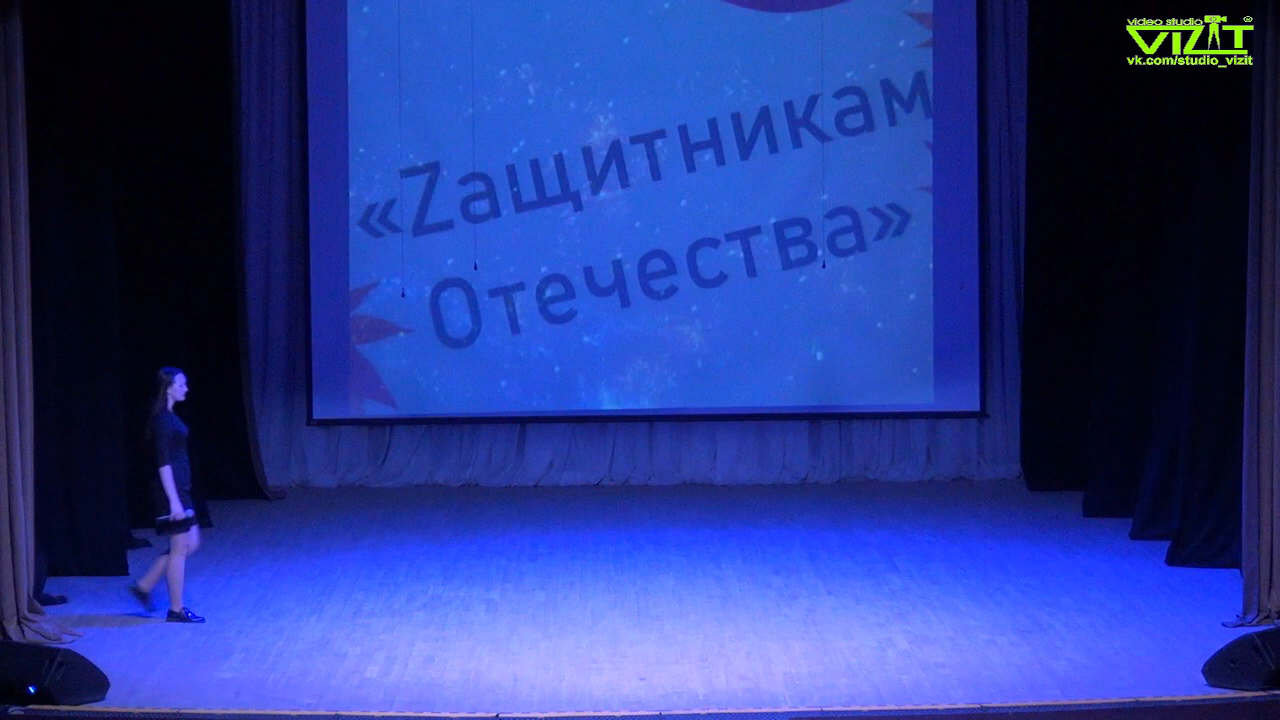 video studio
VIZIT ®
vk.com/studio_vizit
«Zащитникам
Отечества»